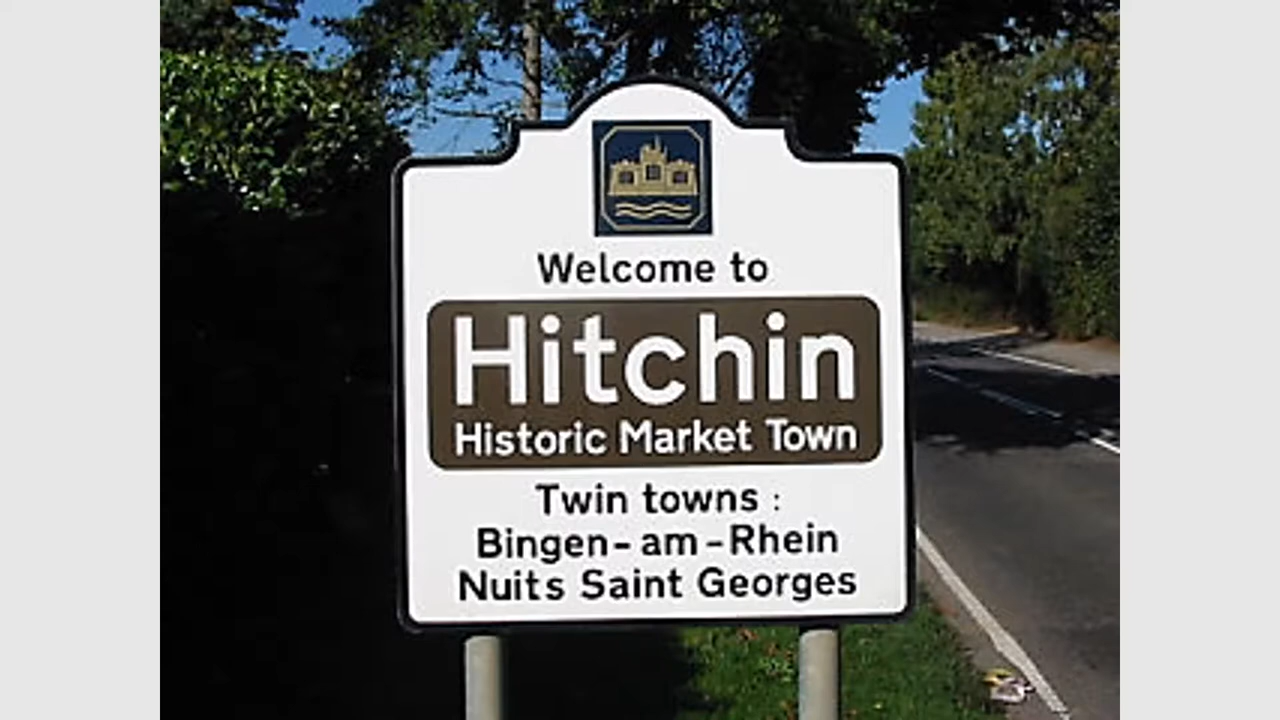 Welcome to
Hitchin
Historic Market Town
Twin towns :
Bingen-am-Rhein
Nuits Saint Georges